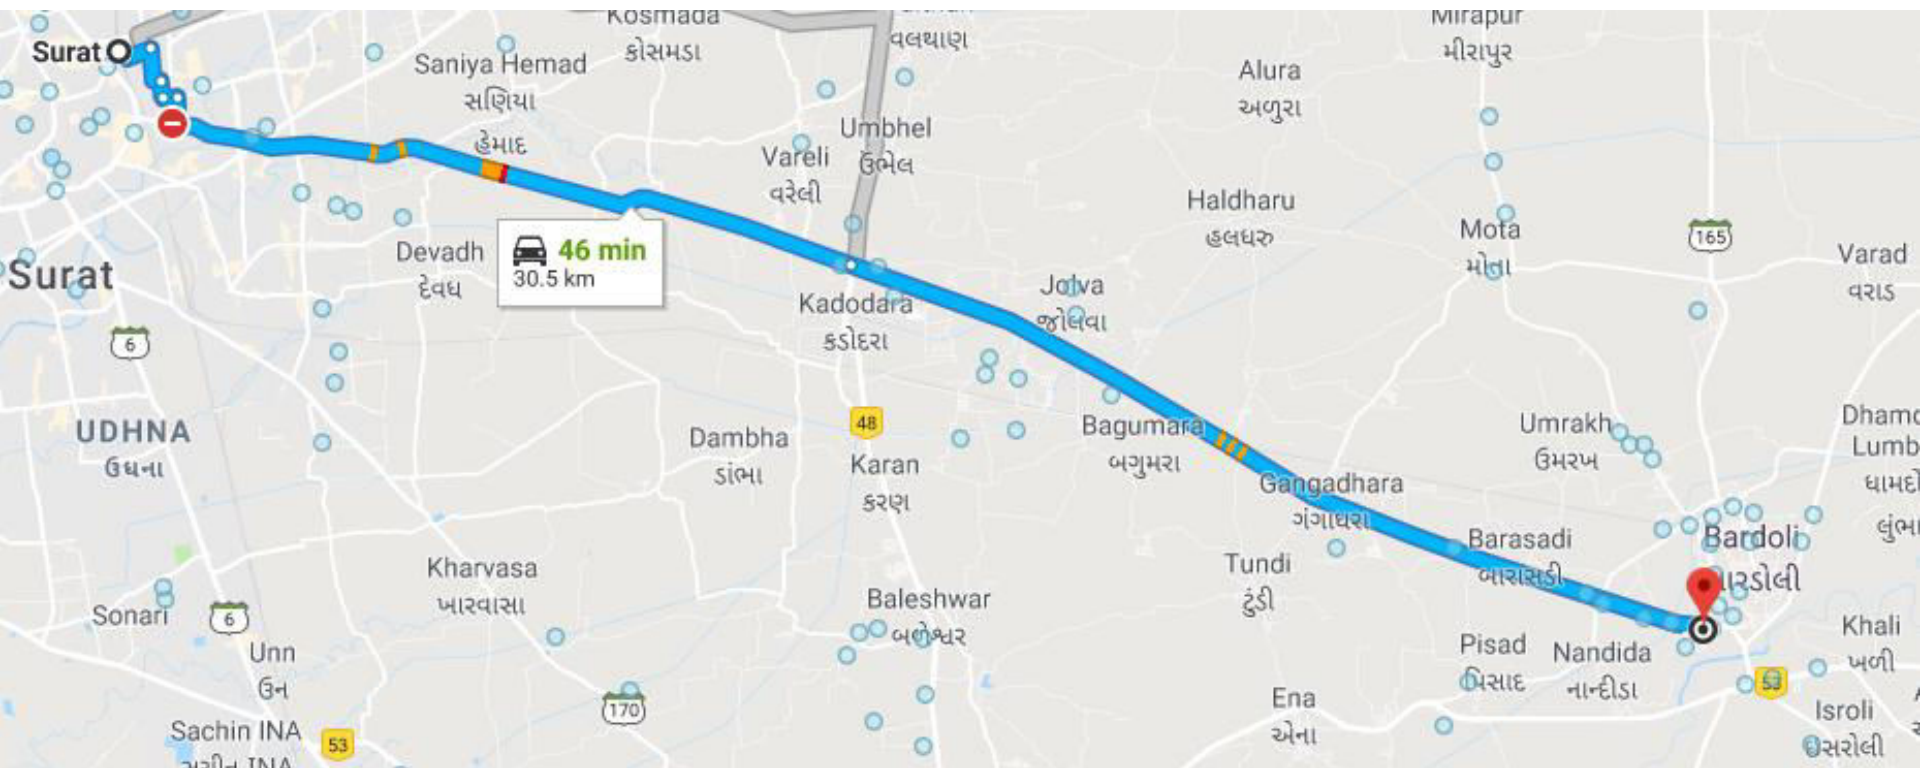 Kosmada
કોસમડા
વલથાણ
Mirapur
મીરાપુર
Surat
Saniya Hemad
સણિયા
હેમાદ
Alura
અળુરા
Umbhel
ઉંભેલ
Vareli
વરેલી
Haldharu
હલધરુ
Mota
મોતા
165
Varad
વરાડ
Devadh
દેવધ
46 min
30.5 km
Surat
Kadodara
કડોદરા
Jolva
જોલવા
6
UDHNA
ઉધના
Dambha
ડાંભા
48
Karan
કરણ
Bagumara
બગુમરા
Umrakh
ઉમરખ
Gangadhara
ગંગાધરા
Barasadi
બારાસડી
Bardoli
Tundi
ટુંડી
Kharvasa
ખારવાસા
Baleshwar
બળેશ્વર
Sonari
6
Unn
ઉન
170
Pisad
પિસાદ
Nandida
નાન્દીડા
Khali
ખળી
53
Ena
એના
Isroli
ઇસરોલી
Sachin INA
53